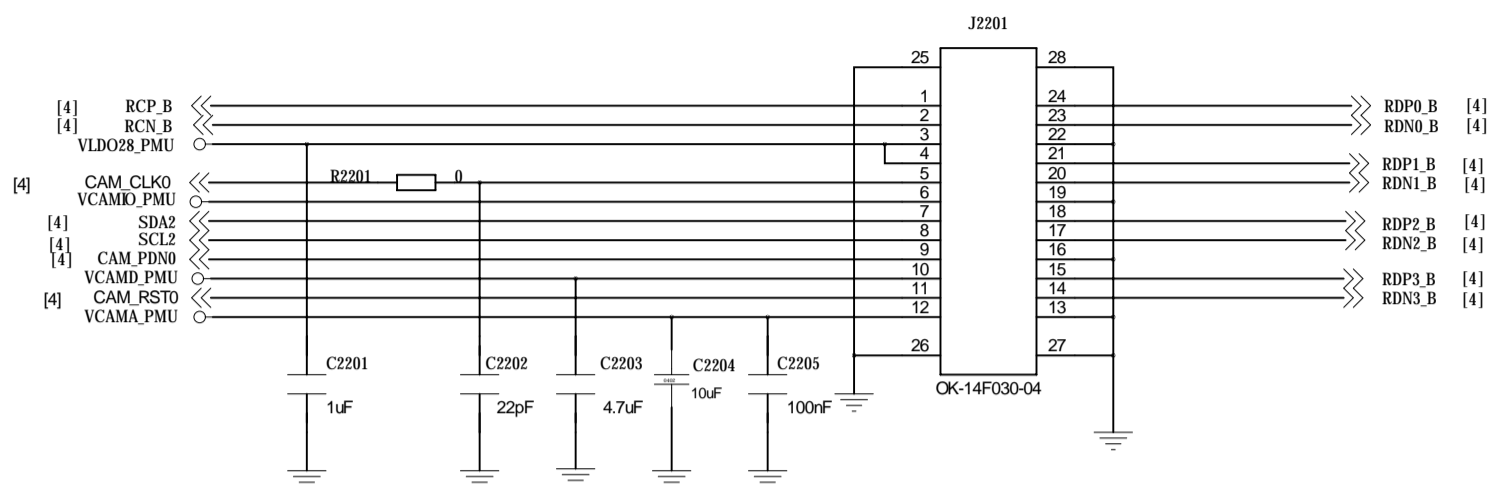 J2201
25 28
[4] RCP_B 1 24 RDP0_B [4]
[4] RCN_B 2 23 RDN0_B [4]
VLDO28_PMU 3 22
4 21 RDP1_B [4]
[4] CAM_CLK0 R2201 0 5 20 RDN1_B [4]
VCAMIO_PMU 6 19
[4] SDA2 7 18 RDP2_B [4]
[4] SCL2 8 17 RDN2_B [4]
[4] CAM_PDN0 9 16
VCAMD_PMU 10 15 RDP3_B [4]
[4] CAM_RST0 11 14 RDN3_B [4]
VCAMA_PMU 12 13
26 27
C2201 C2202 C2203 C2204 C2205
0402
OK-14F030-04
1uF 22pF 4.7uF 10uF 100nF